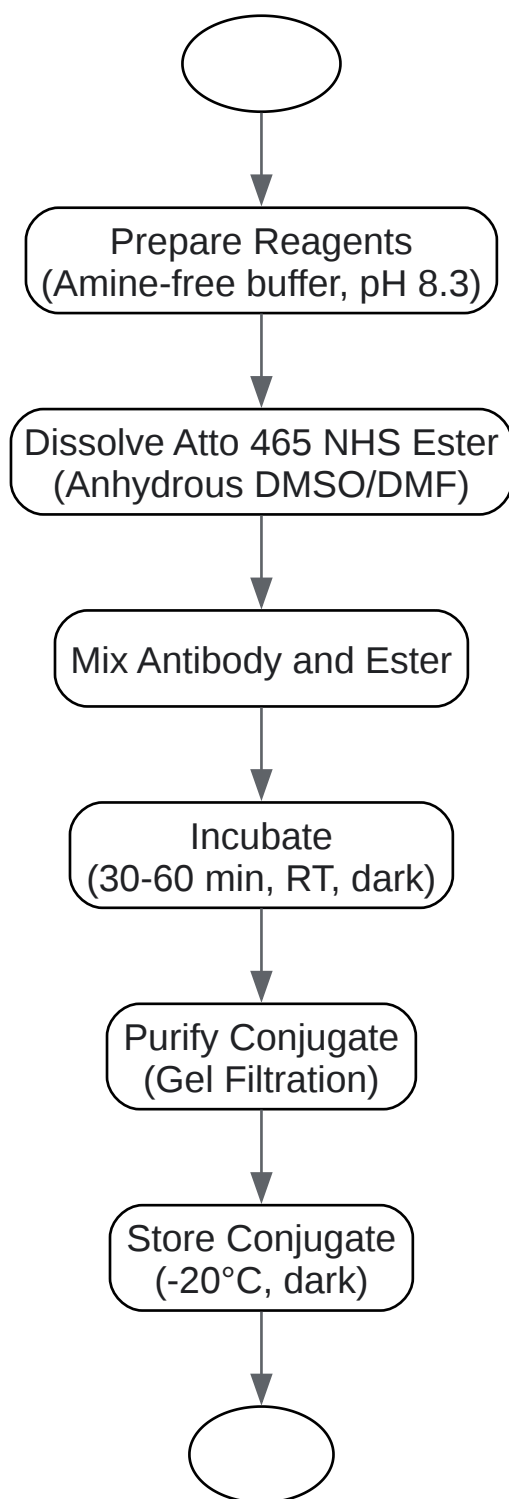 Prepare Reagents
(Amine-free buffer, pH 8.3)
Dissolve Atto 465 NHS Ester
(Anhydrous DMSO/DMF)
Mix Antibody and Ester
Incubate
(30-60 min, RT, dark)
Purify Conjugate
(Gel Filtration)
Store Conjugate
(-20°C, dark)